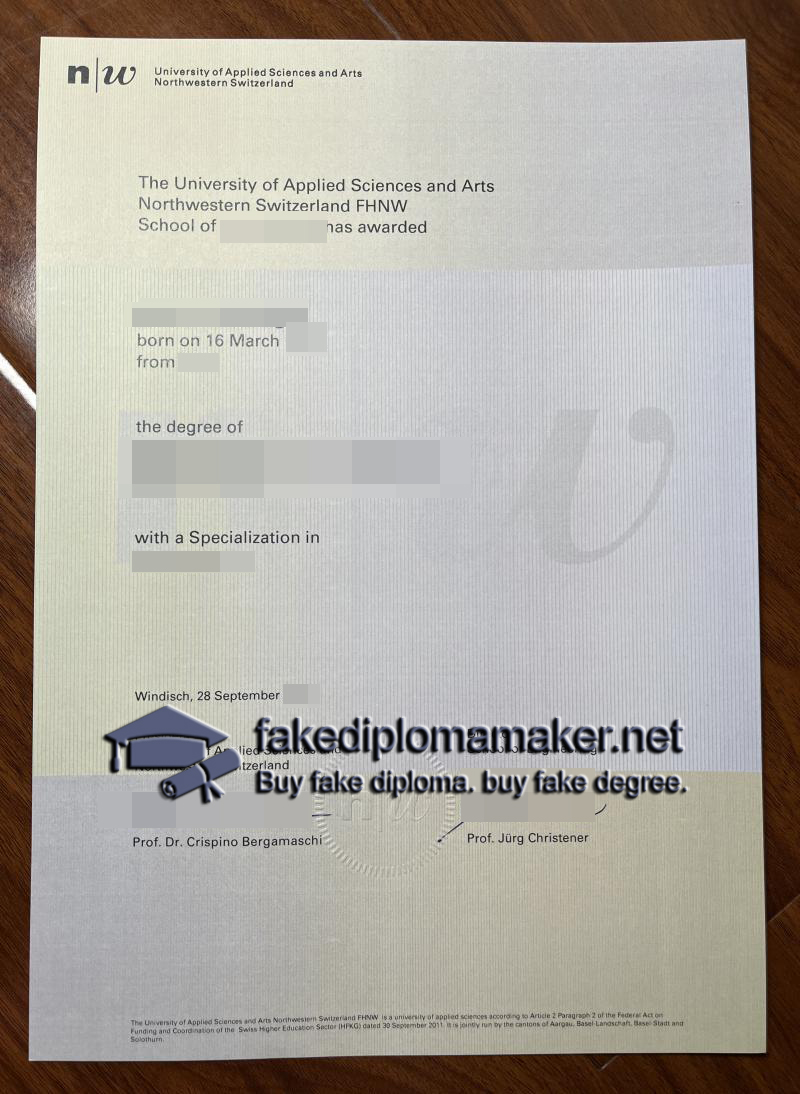 n|w
University of Applied Sciences and Arts
Northwestern Switzerland
The University of Applied Sciences and Arts
Northwestern Switzerland FHNW
School of has awarded
born on 16 March
from
the degree of
with a Specialization in
Windisch, 28 September
fakediplomamaker.net
Buy fake diploma. buy fake degree.
Prof. Dr. Crispino Bergamaschi
Prof. Jürg Christener
The University of Applied Sciences and Arts Northwestern Switzerland FHNW is a university of applied sciences according to Article 2 Paragraph 2 of the Federal Act on
Funding and Coordination of the Swiss Higher Education Sector (HFKG) dated 30 September 2011. It is jointly run by the cantons of Aargau, Basel-Landschaft, Basel-Stadt and
Solothurn.